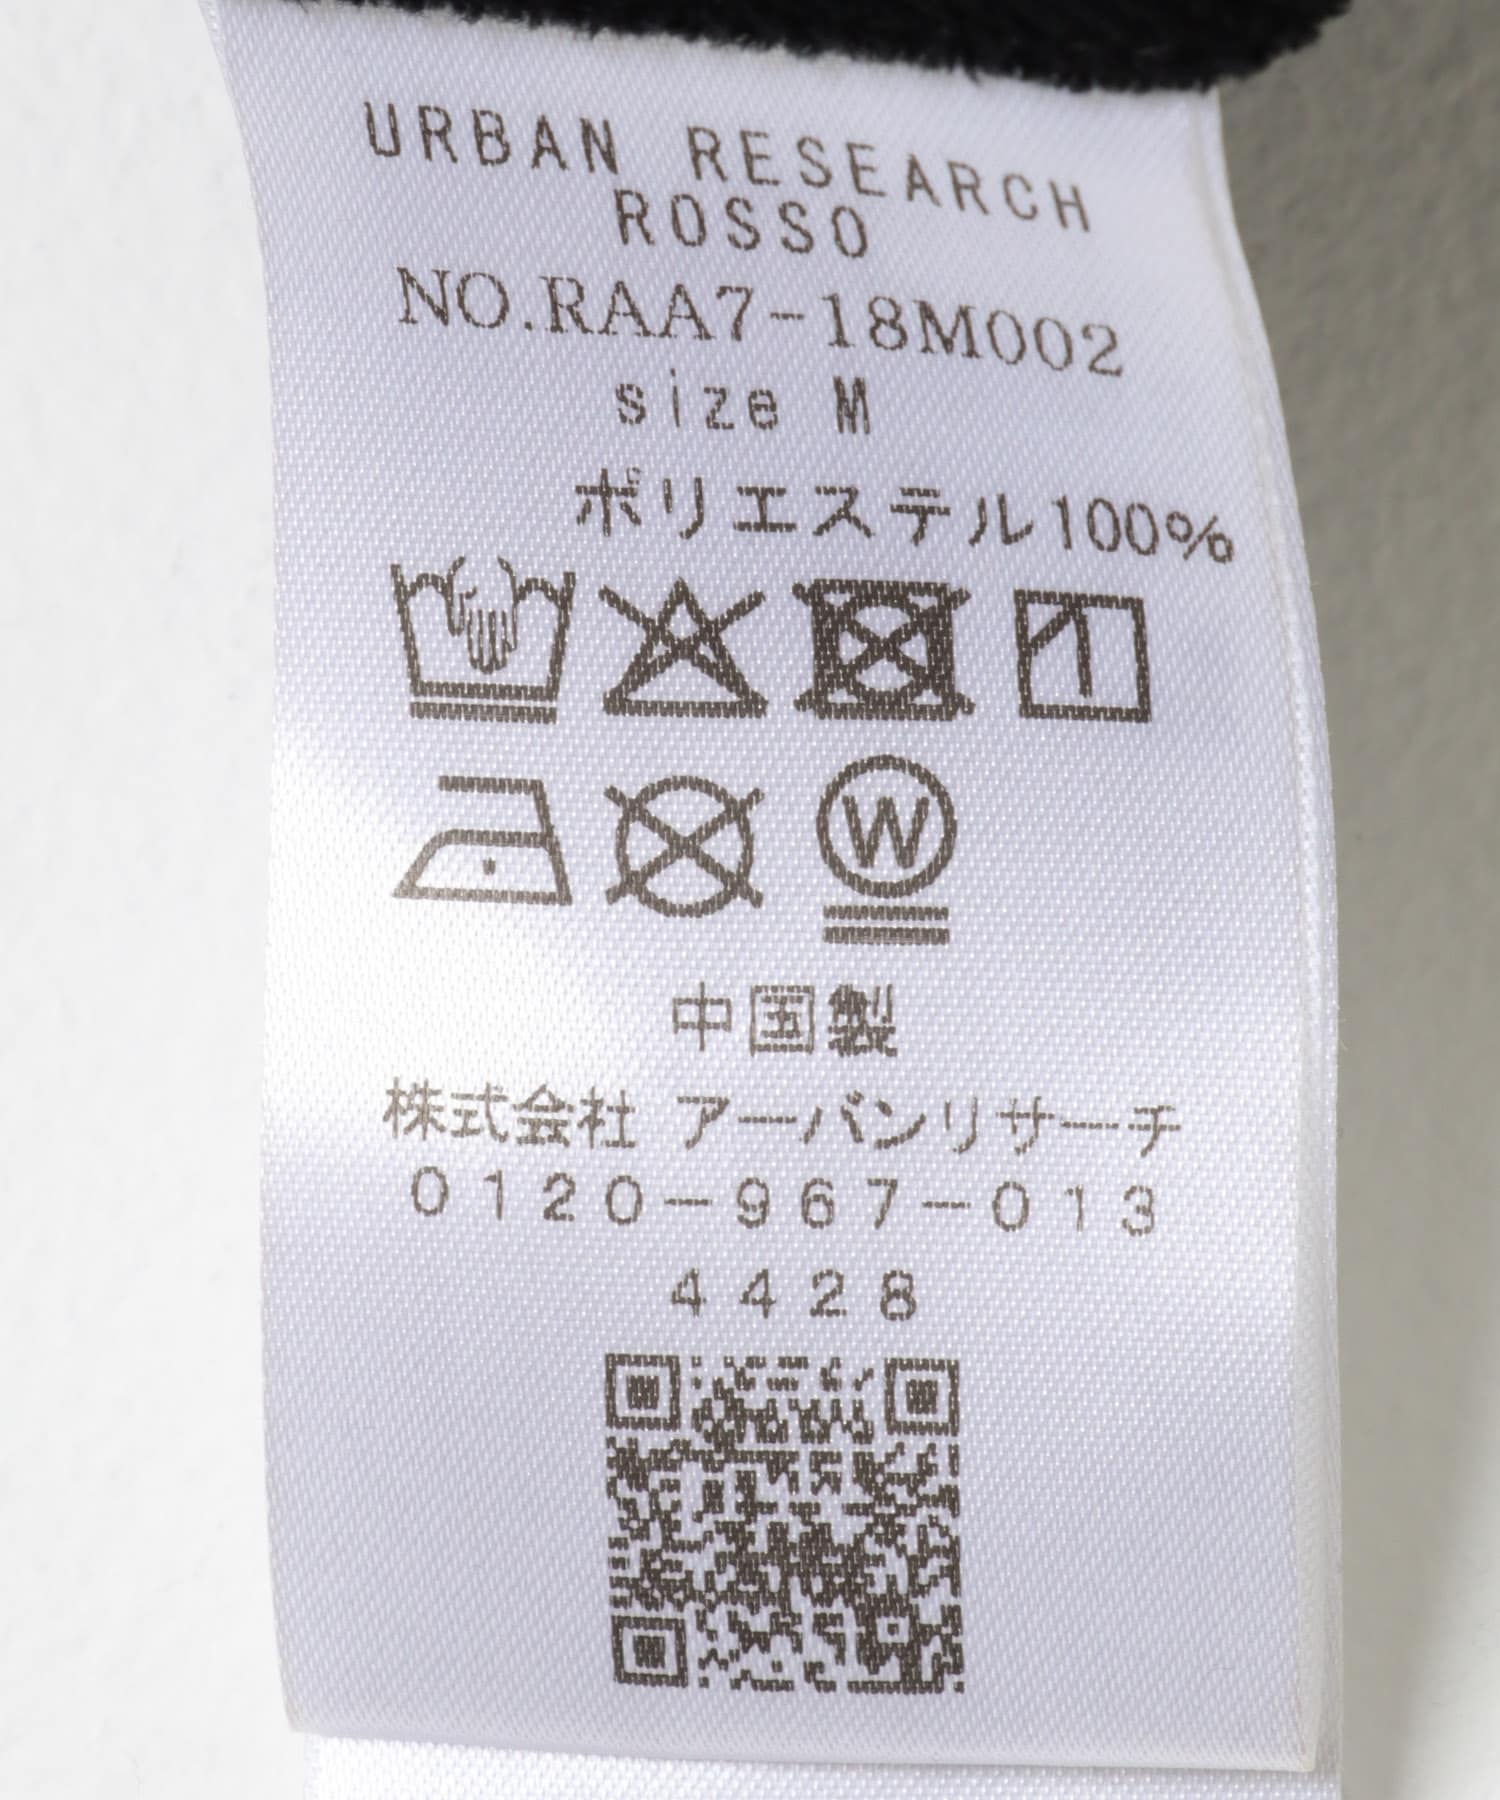 URBAN RESEARCH
ROSSO
NO.RAA7-18M002
size M
ポリエステル100%
W
中国製
株式会社 アーバンリサーチ
0120-967-013
4428